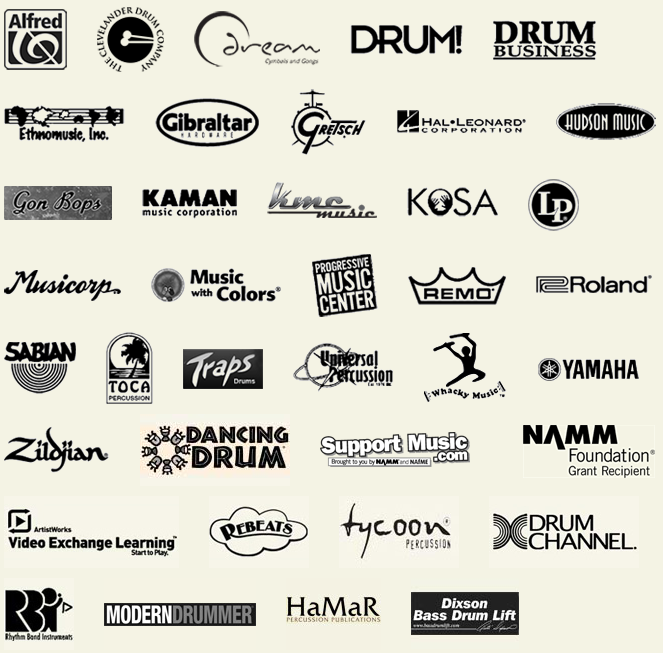 Alfred
THE CLEVELANDER DRUM COMPANY
dream
Cymbals and Gongs
DRUM!
DRUM
BUSINESS
Ethnomusic, Inc.
Gibraltar
HARDWARE
GRETSCH
HAL•LEONARD®
CORPORATION
HUDSON MUSIC
Gon Bops
KAMAN
music corporation
kmc
music
KOSA
LP
Musicorp
Music
with Colors®
PROGRESSIVE
MUSIC
CENTER
REMO
Roland®
SABIAN
TOCA
PERCUSSION
Traps
Drums
Universal
Percussion
Whacky Music
YAMAHA
Zildjian
DANCING
DRUM
Support Music
.com
Brought to you by NAMM and NAfME
NAMM
Foundation®
Grant Recipient
ArtistWorks
Video Exchange Learning™
Start to Play.
REBEATS
tycoon
PERCUSSION
DRUM
CHANNEL.
RBI
Rhythm Band Instruments
MODERNDRUMMER
HaMaR
PERCUSSION PUBLICATIONS
Dixson
Bass Drum Lift
www.bassdrumlift.com